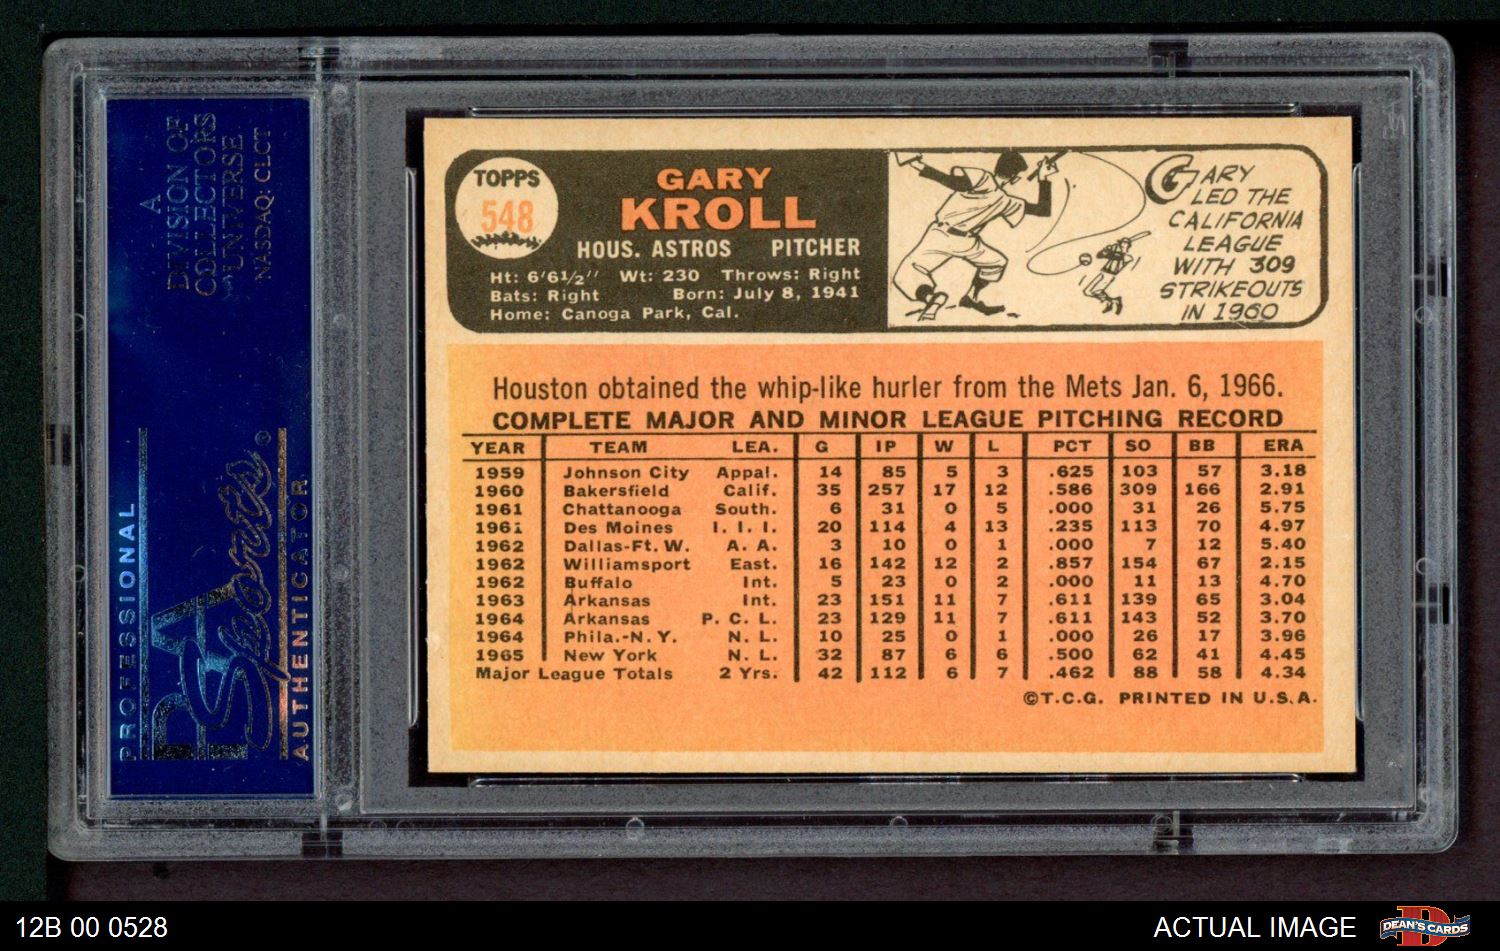 A
DIVISION OF
COLLECTORS
UNIVERSE
NASDAQ: CLCT
PROFESSIONAL
PSA
Sports®
AUTHENTICATOR
TOPPS
548
GARY
KROLL
HOUS. ASTROS PITCHER
Ht: 6'6½" Wt: 230 Throws: Right
Bats: Right Born: July 8, 1941
Home: Canoga Park, Cal.
GARY
LED THE
CALIFORNIA
LEAGUE
WITH 309
STRIKEOUTS
IN 1960
Houston obtained the whip-like hurler from the Mets Jan. 6, 1966.
COMPLETE MAJOR AND MINOR LEAGUE PITCHING RECORD
YEAR TEAM LEA. G IP W L PCT SO BB ERA
1959 Johnson City Appal. 14 85 5 3 .625 103 57 3.18
1960 Bakersfield Calif. 35 257 17 12 .586 309 166 2.91
1961 Chattanooga South. 6 31 0 5 .000 31 26 5.75
1961 Des Moines I. I. I. 20 114 4 13 .235 113 70 4.97
1962 Dallas-Ft. W. A. A. 3 10 0 1 .000 7 12 5.40
1962 Williamsport East. 16 142 12 2 .857 154 67 2.15
1962 Buffalo Int. 5 23 0 2 .000 11 13 4.70
1963 Arkansas Int. 23 151 11 7 .611 139 65 3.04
1964 Arkansas P. C. L. 23 129 11 7 .611 143 52 3.70
1964 Phila.-N. Y. N. L. 10 25 0 1 .000 26 17 3.96
1965 New York N. L. 32 87 6 6 .500 62 41 4.45
Major League Totals 2 Yrs. 42 112 6 7 .462 88 58 4.34
©T.C.G. PRINTED IN U.S.A.
12B 00 0528
ACTUAL IMAGE
D
DEAN'S CARDS